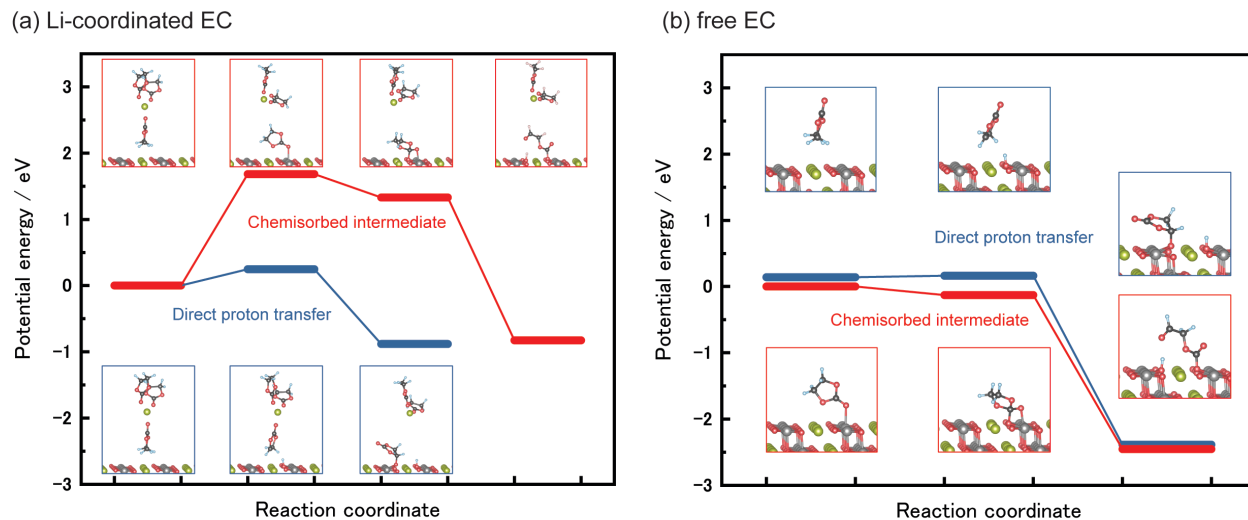 (a) Li-coordinated EC
(b) free EC
Potential energy / eV
3
2
1
0
-1
-2
-3
Chemisorbed intermediate
Direct proton transfer
Reaction coordinate
Potential energy / eV
3
2
1
0
-1
-2
-3
Direct proton transfer
Chemisorbed intermediate
Reaction coordinate